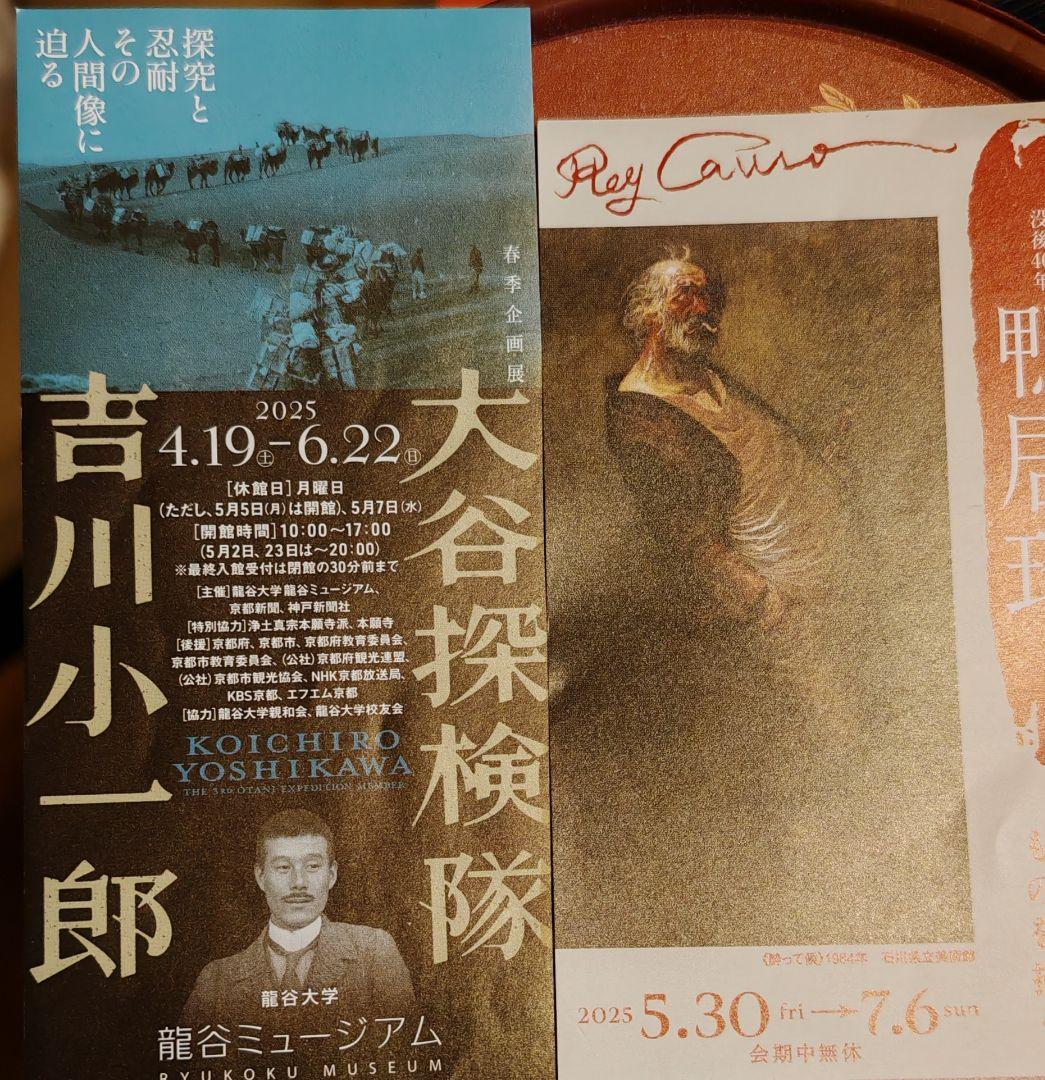 探究と
忍耐
その
人間像に
迫る
春季企画展
大谷探検隊
吉川小一郎
2025
4.19㊏-6.22㊐
[休館日]月曜日
(ただし、5月5日(月)は開館)、5月7日(水)
[開館時間]10:00〜17:00
(5月2日、23日は〜20:00)
※最終入館受付は閉館の30分前まで
[主催]龍谷大学 龍谷ミュージアム、
京都新聞、神戸新聞社
[特別協力]浄土真宗本願寺派、本願寺
[後援]京都府、京都市、京都府教育委員会、
京都市教育委員会、(公社)京都府観光連盟、
(公社)京都市観光協会、NHK京都放送局、
KBS京都、エフエム京都
[協力]龍谷大学親和会、龍谷大学校友会
KOICHIRO
YOSHIKAWA
THE 3RD OTANI EXPEDITION MEMBER
龍谷大学
龍谷ミュージアム
RYUKOKU MUSEUM
Rey Camo
没後40年
鴨居玲
《酔って候》1984年 石川県立美術館
2025 5.30 fri → 7.6 sun
会期中無休